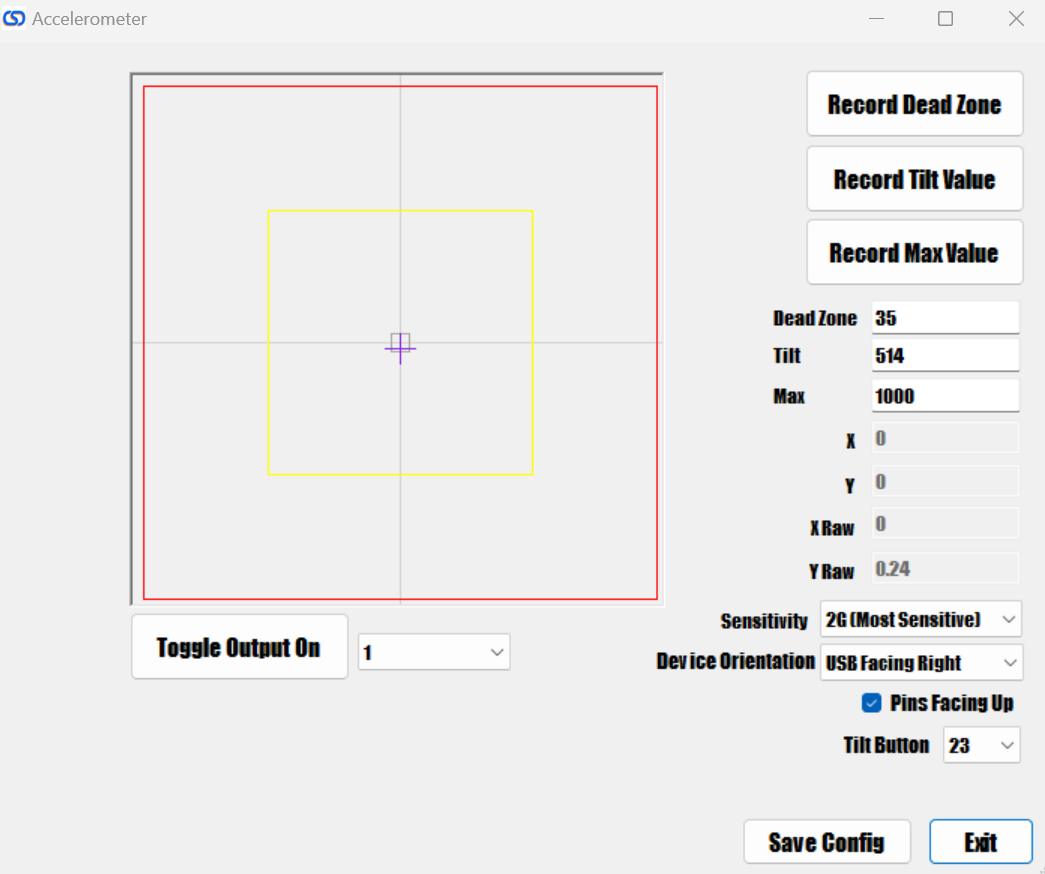 Accelerometer
Record Dead Zone
Record Tilt Value
Record Max Value
Dead Zone 35
Tilt 514
Max 1000
X 0
Y 0
X Raw 0
Y Raw 0.24
Sensitivity 2G (Most Sensitive)
Toggle Output On 1
Device Orientation USB Facing Right
Pins Facing Up
Tilt Button 23
Save Config Exit